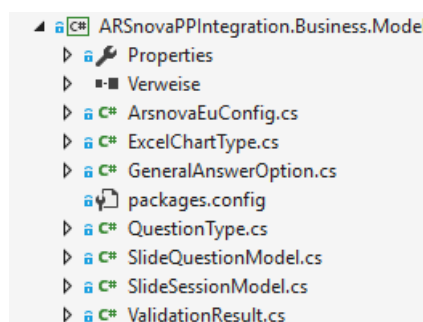 C# ARSnovaPPIntegration.Business.Mode
Properties
Verweise
C# ArsnovaEuConfig.cs
C# ExcelChartType.cs
C# GeneralAnswerOption.cs
packages.config
C# QuestionType.cs
C# SlideQuestionModel.cs
C# SlideSessionModel.cs
C# ValidationResult.cs